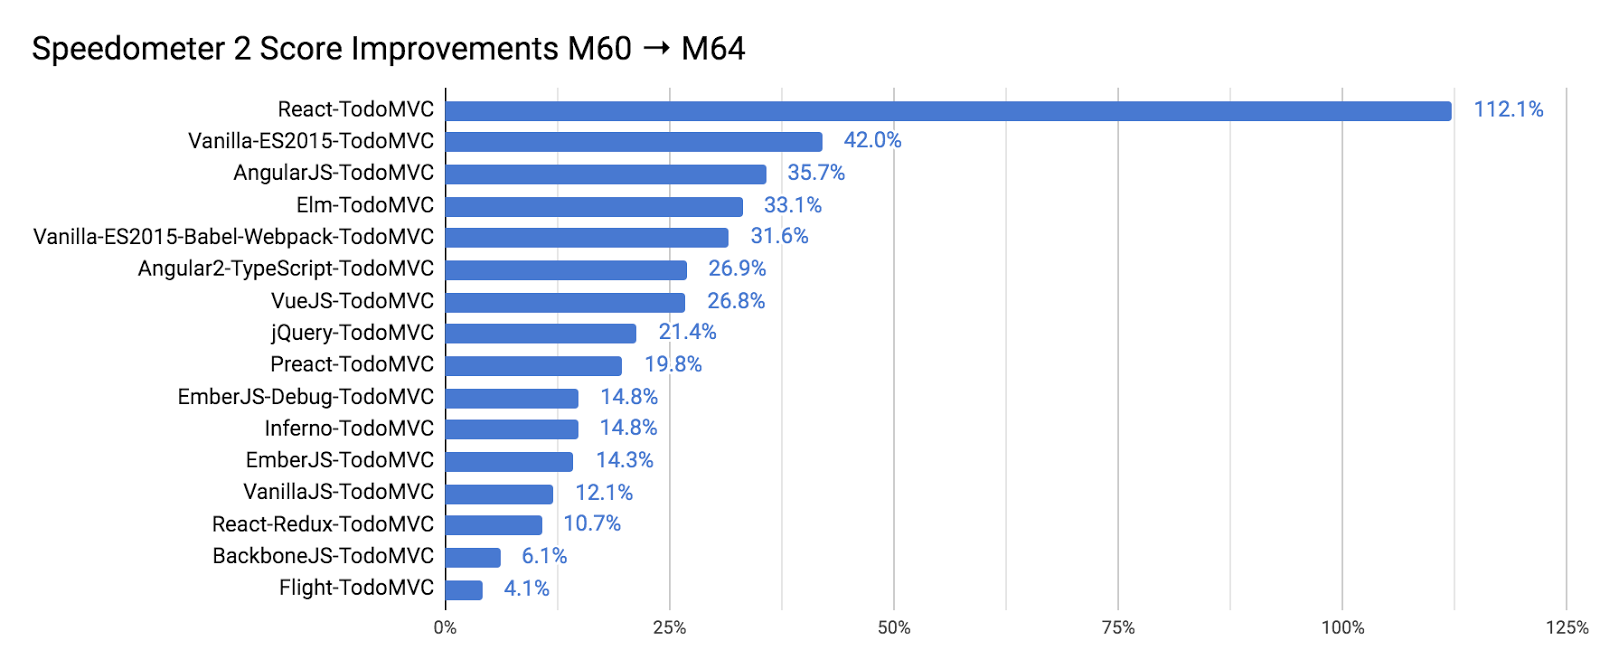 Speedometer 2 Score Improvements M60 → M64
React-TodoMVC 112.1%
Vanilla-ES2015-TodoMVC 42.0%
AngularJS-TodoMVC 35.7%
Elm-TodoMVC 33.1%
Vanilla-ES2015-Babel-Webpack-TodoMVC 31.6%
Angular2-TypeScript-TodoMVC 26.9%
VueJS-TodoMVC 26.8%
jQuery-TodoMVC 21.4%
Preact-TodoMVC 19.8%
EmberJS-Debug-TodoMVC 14.8%
Inferno-TodoMVC 14.8%
EmberJS-TodoMVC 14.3%
VanillaJS-TodoMVC 12.1%
React-Redux-TodoMVC 10.7%
BackboneJS-TodoMVC 6.1%
Flight-TodoMVC 4.1%
0% 25% 50% 75% 100% 125%